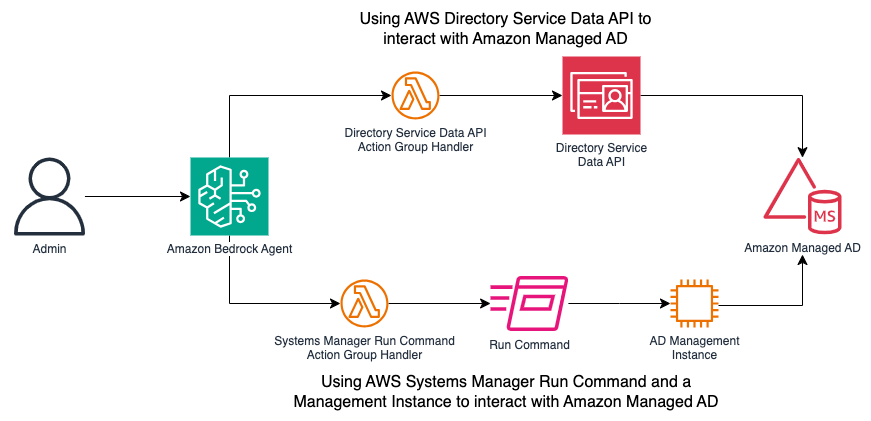 Using AWS Directory Service Data API to
interact with Amazon Managed AD
Directory Service Data API
Action Group Handler
Directory Service
Data API
MS
Admin
Amazon Bedrock Agent
Amazon Managed AD
Systems Manager Run Command
Action Group Handler
Run Command
AD Management
Instance
Using AWS Systems Manager Run Command and a
Management Instance to interact with Amazon Managed AD